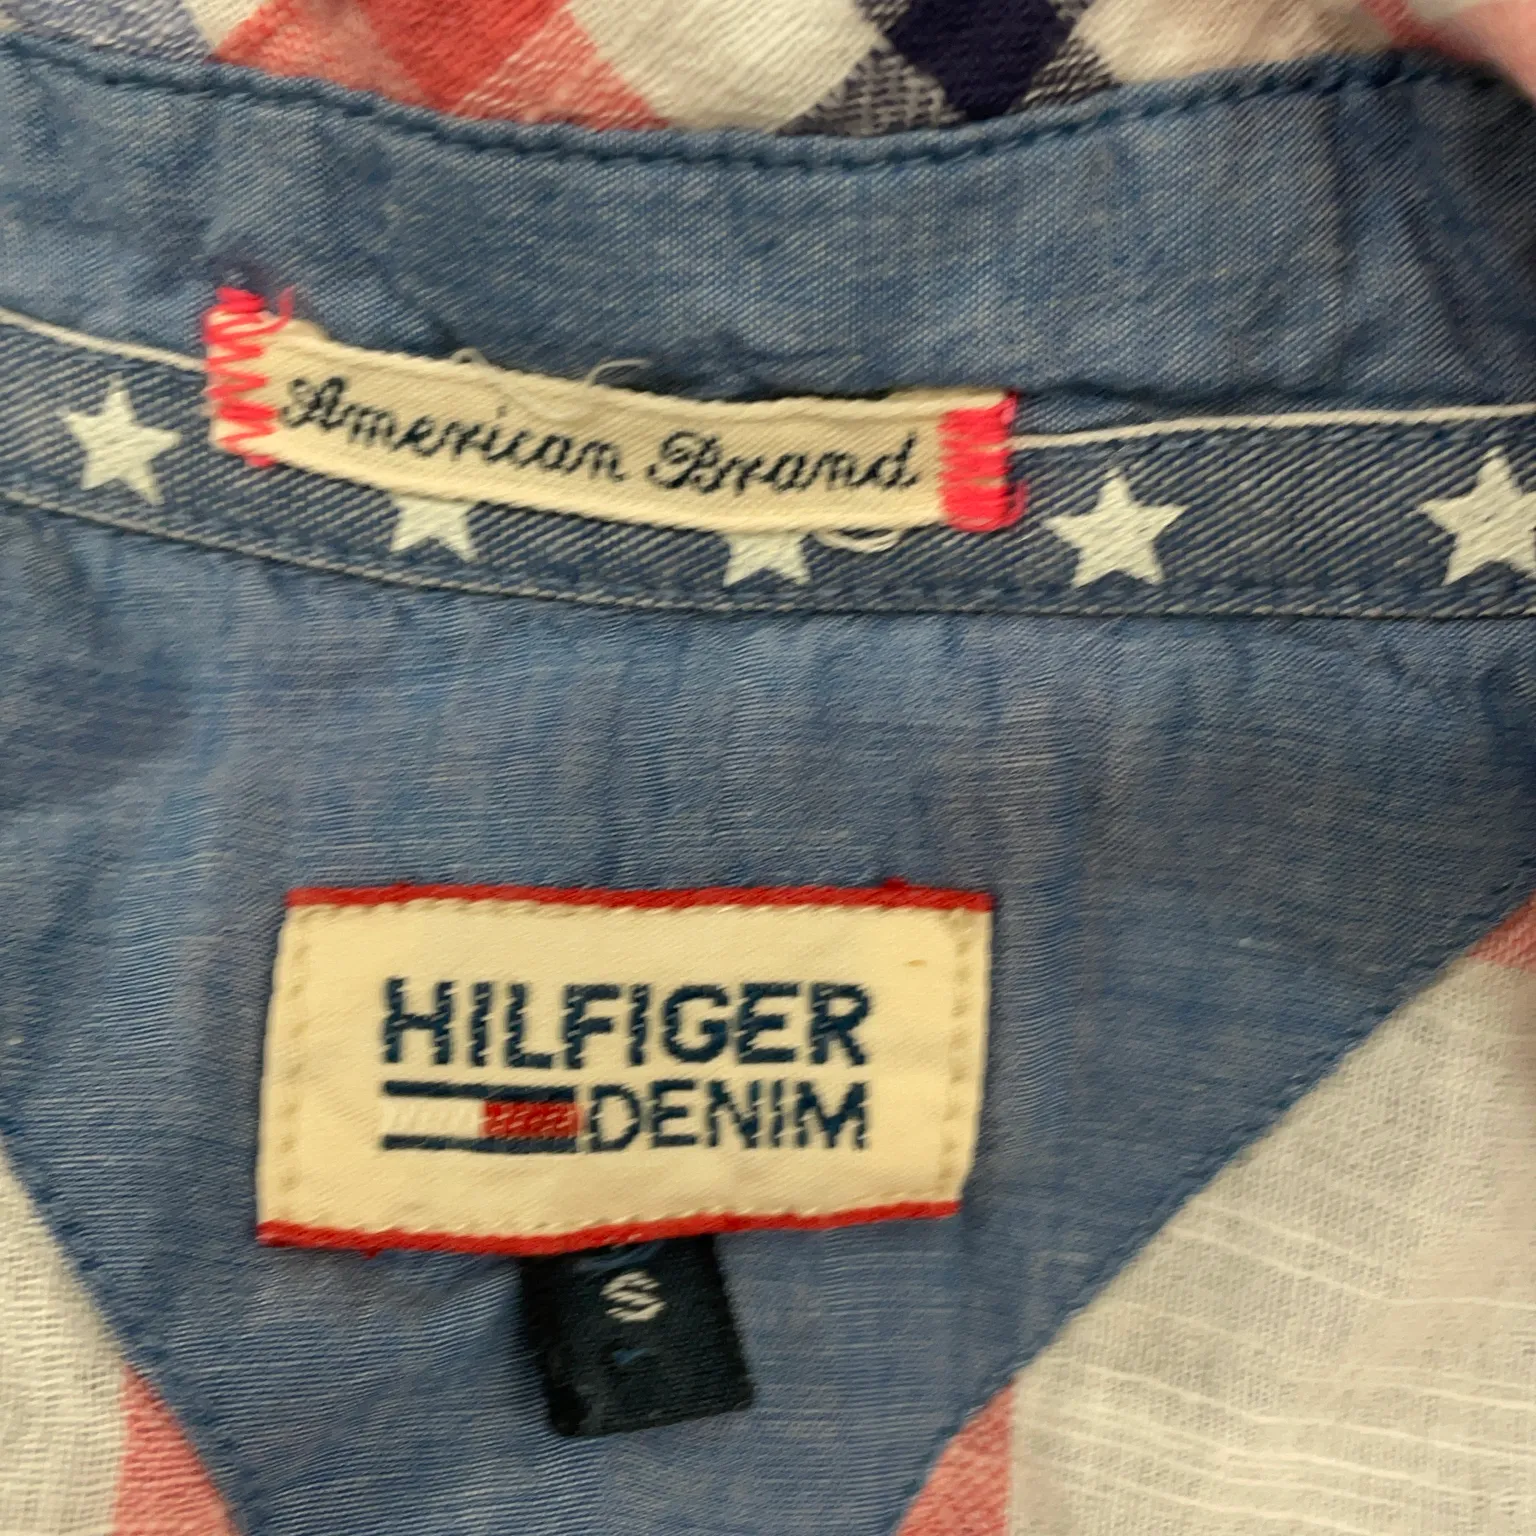 American Brand
HILFIGER
DENIM
S